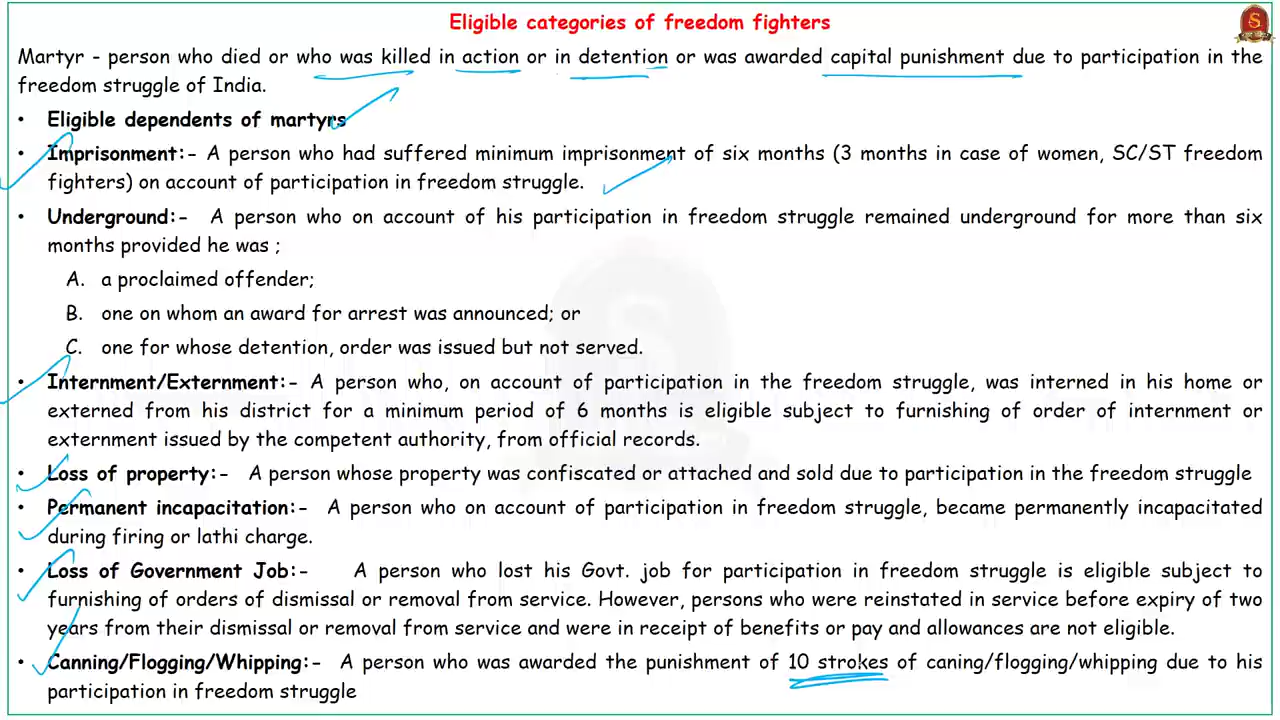 Eligible categories of freedom fighters
Martyr - person who died or who was killed in action or in detention or was awarded capital punishment due to participation in the
freedom struggle of India.
• Eligible dependents of martyrs
• Imprisonment:- A person who had suffered minimum imprisonment of six months (3 months in case of women, SC/ST freedom
fighters) on account of participation in freedom struggle.
• Underground:- A person who on account of his participation in freedom struggle remained underground for more than six
months provided he was ;
A. a proclaimed offender;
B. one on whom an award for arrest was announced; or
C. one for whose detention, order was issued but not served.
• Internment/Externment:- A person who, on account of participation in the freedom struggle, was interned in his home or
externed from his district for a minimum period of 6 months is eligible subject to furnishing of order of internment or
externment issued by the competent authority, from official records.
• Loss of property:- A person whose property was confiscated or attached and sold due to participation in the freedom struggle
• Permanent incapacitation:- A person who on account of participation in freedom struggle, became permanently incapacitated
during firing or lathi charge.
• Loss of Government Job:- A person who lost his Govt. job for participation in freedom struggle is eligible subject to
furnishing of orders of dismissal or removal from service. However, persons who were reinstated in service before expiry of two
years from their dismissal or removal from service and were in receipt of benefits or pay and allowances are not eligible.
• Canning/Flogging/Whipping:- A person who was awarded the punishment of 10 strokes of caning/flogging/whipping due to his
participation in freedom struggle